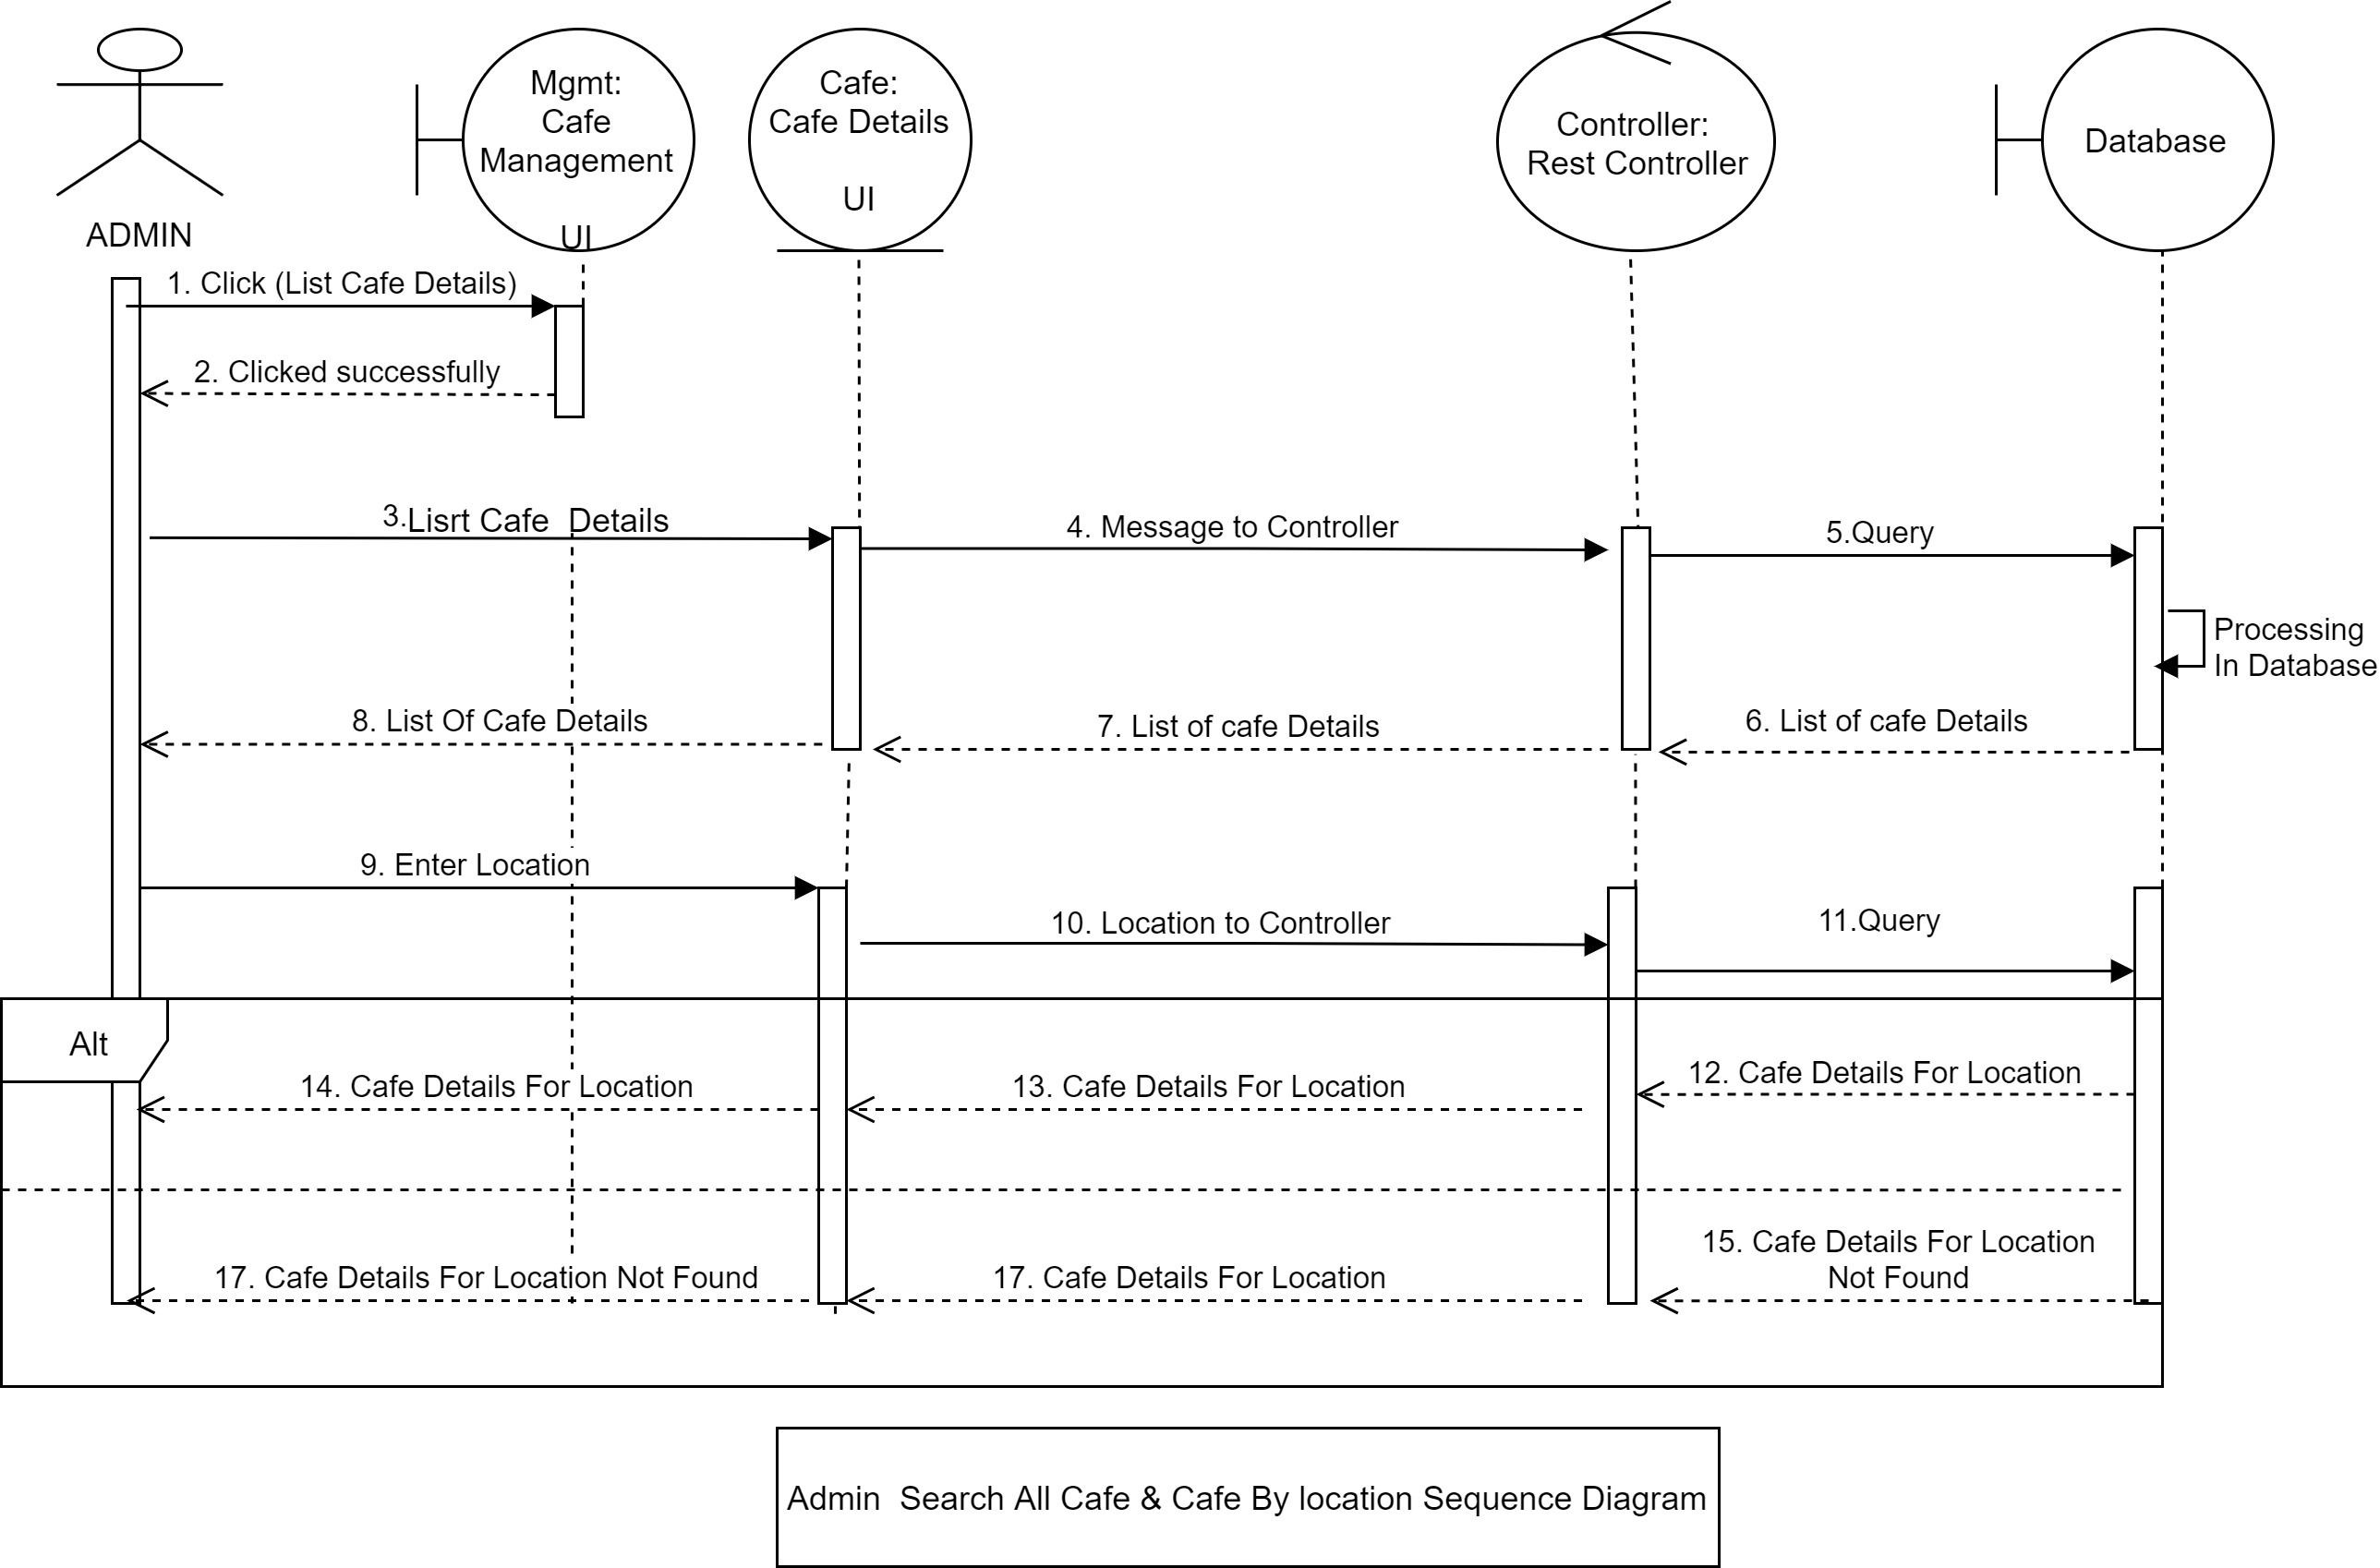 Mgmt:
Cafe
Management
UI
Cafe:
Cafe Details
UI
Controller:
Rest Controller
Database
ADMIN
1. Click (List Cafe Details)
2. Clicked successfully
3.Lisrt Cafe  Details
4. Message to Controller
5.Query
Processing
In Database
8. List Of Cafe Details
7. List of cafe Details
6. List of cafe Details
9. Enter Location
10. Location to Controller
11.Query
Alt
14. Cafe Details For Location
13. Cafe Details For Location
12. Cafe Details For Location
17. Cafe Details For Location Not Found
17. Cafe Details For Location
15. Cafe Details For Location
Not Found
Admin  Search All Cafe & Cafe By location Sequence Diagram